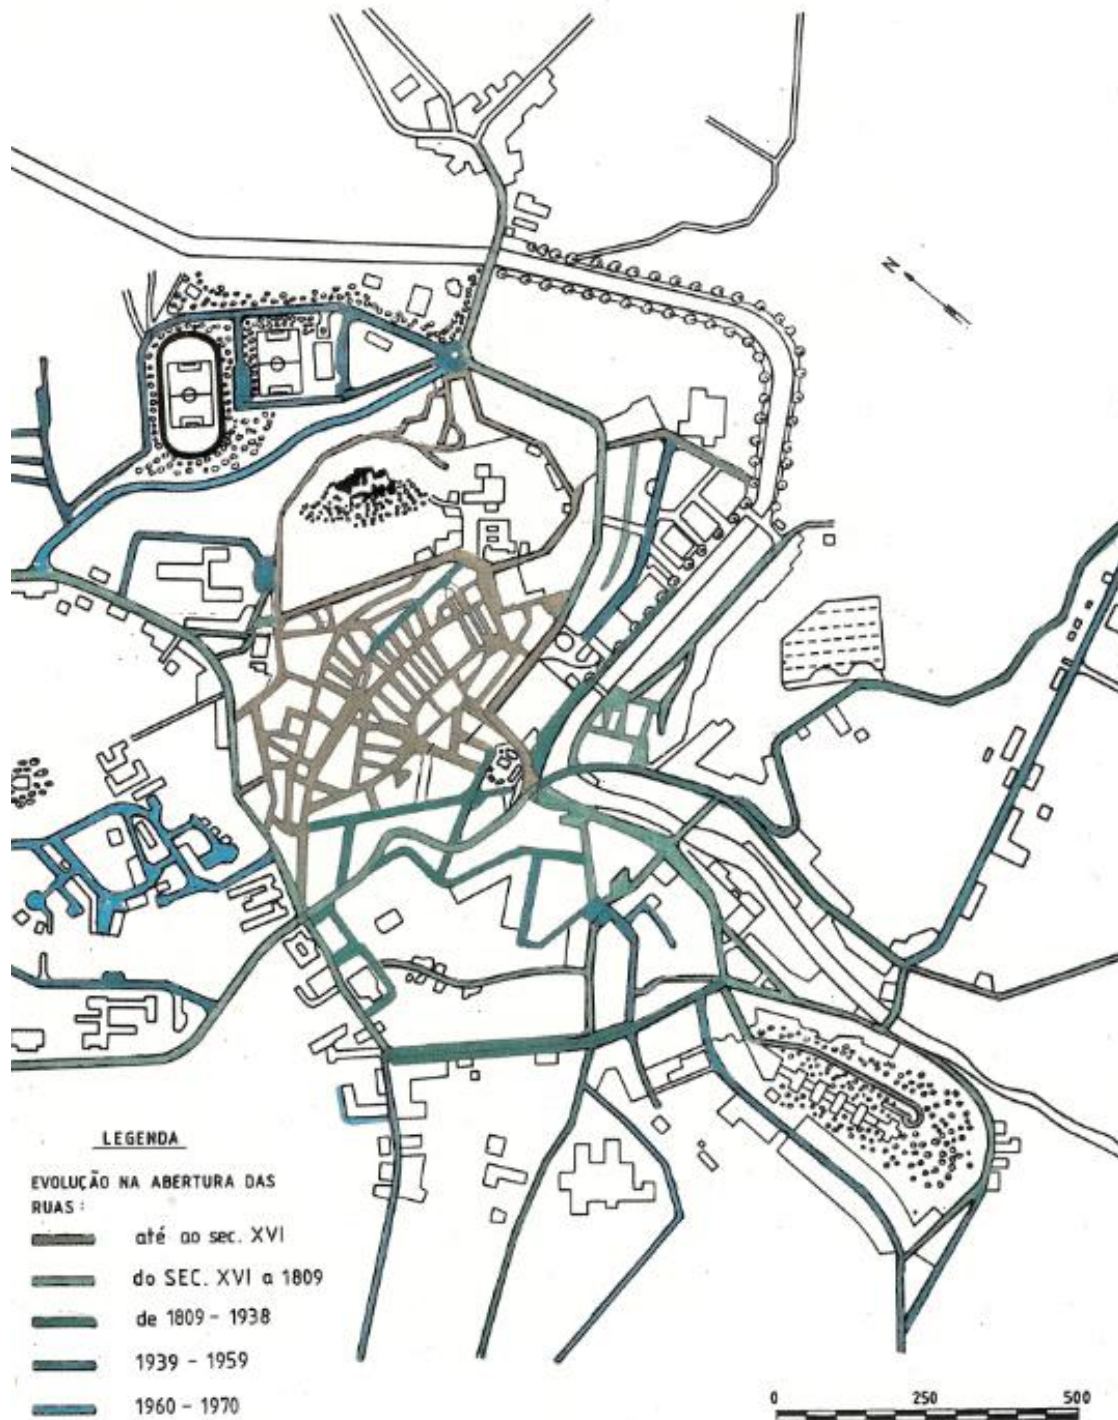 N
LEGENDA
EVOLUÇÃO NA ABERTURA DAS
RUAS :
até ao sec. XVI
do SEC. XVI a 1809
de 1809 - 1938
1939 - 1959
1960 - 1970
0 250 500